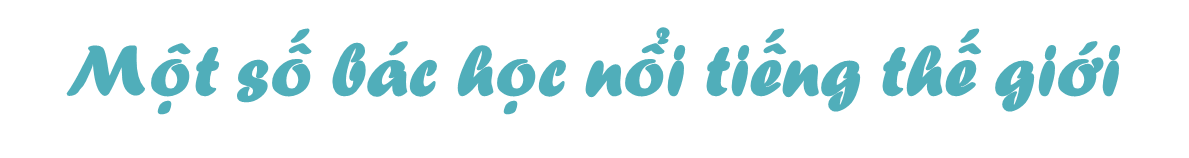 Một số bác học nổi tiếng thế giới